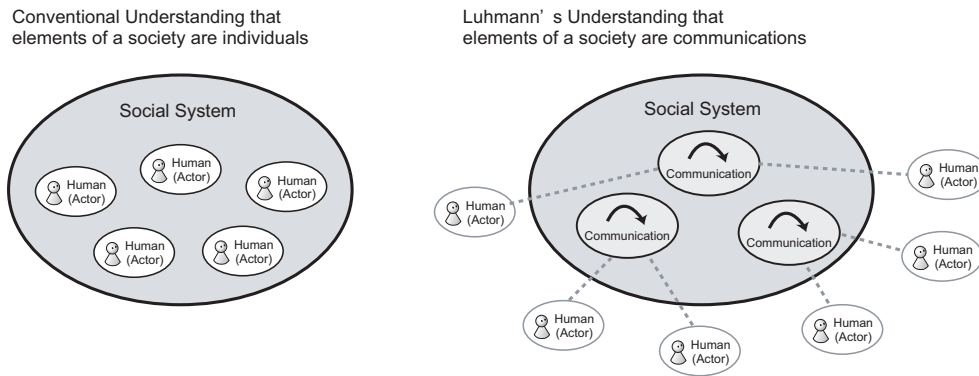 Conventional Understanding that
elements of a society are individuals
Social System
Human
(Actor)
Human
(Actor)
Human
(Actor)
Human
(Actor)
Human
(Actor)
Luhmann’ s Understanding that
elements of a society are communications
Social System
Communication
Human
(Actor)
Human
(Actor)
Communication
Communication
Human
(Actor)
Human
(Actor)
Human
(Actor)
Human
(Actor)